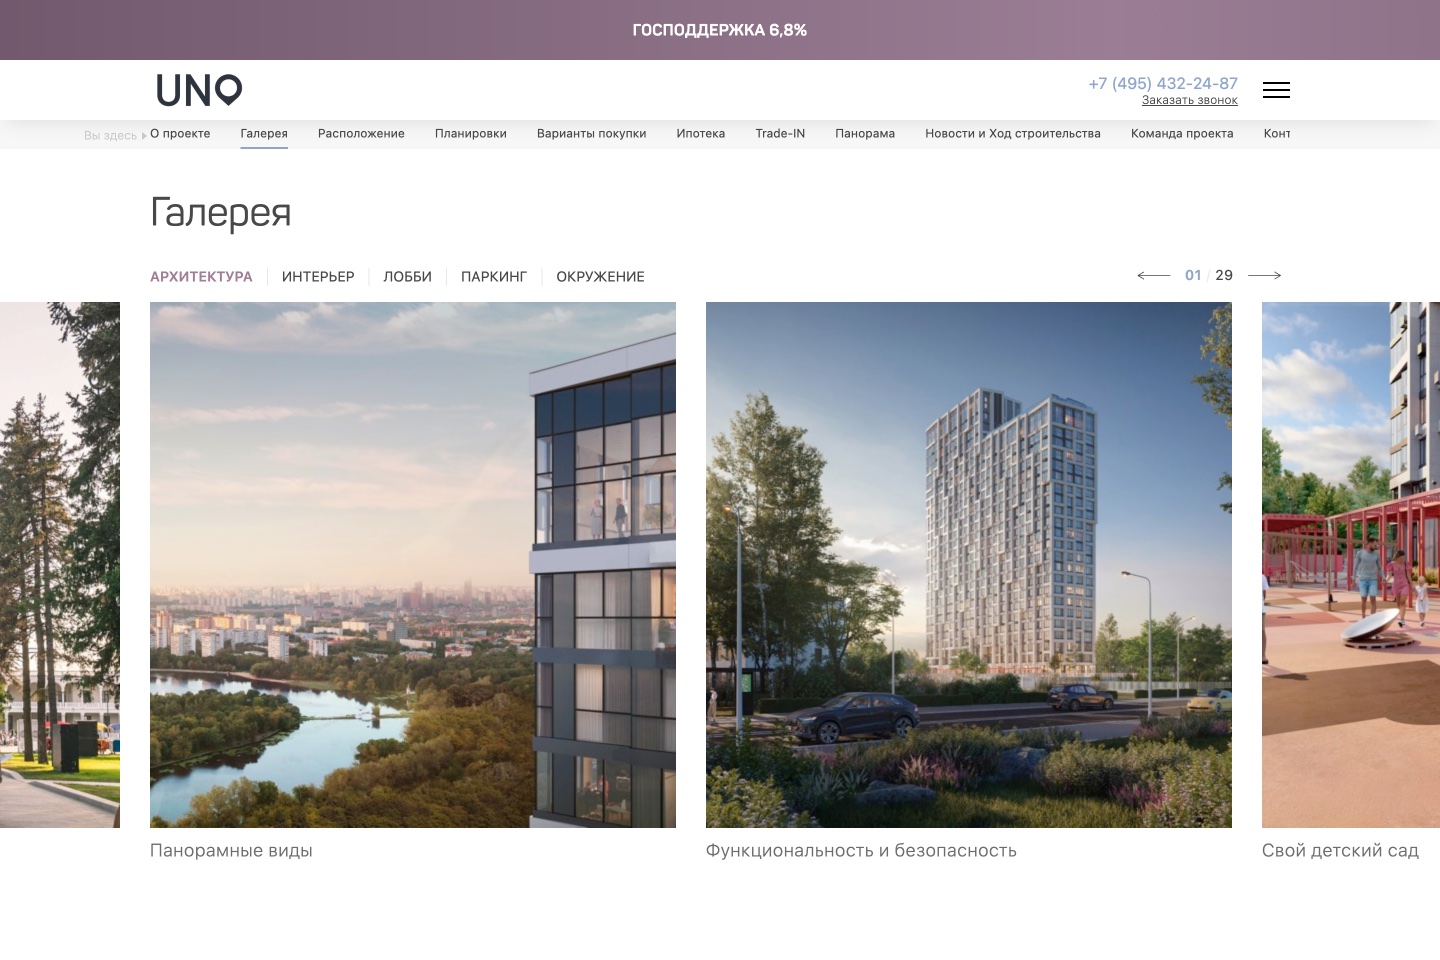 ГОСПОДДЕРЖКА 6,8%
UNO
+7 (495) 432-24-87
Заказать звонок
Вы здесь О проекте Галерея Расположение Планировки Варианты покупки Ипотека Trade-IN Панорама Новости и Ход строительства Команда проекта Конт
Галерея
АРХИТЕКТУРА ИНТЕРЬЕР ЛОББИ ПАРКИНГ ОКРУЖЕНИЕ
01 / 29
Панорамные виды
Функциональность и безопасность
Свой детский сад